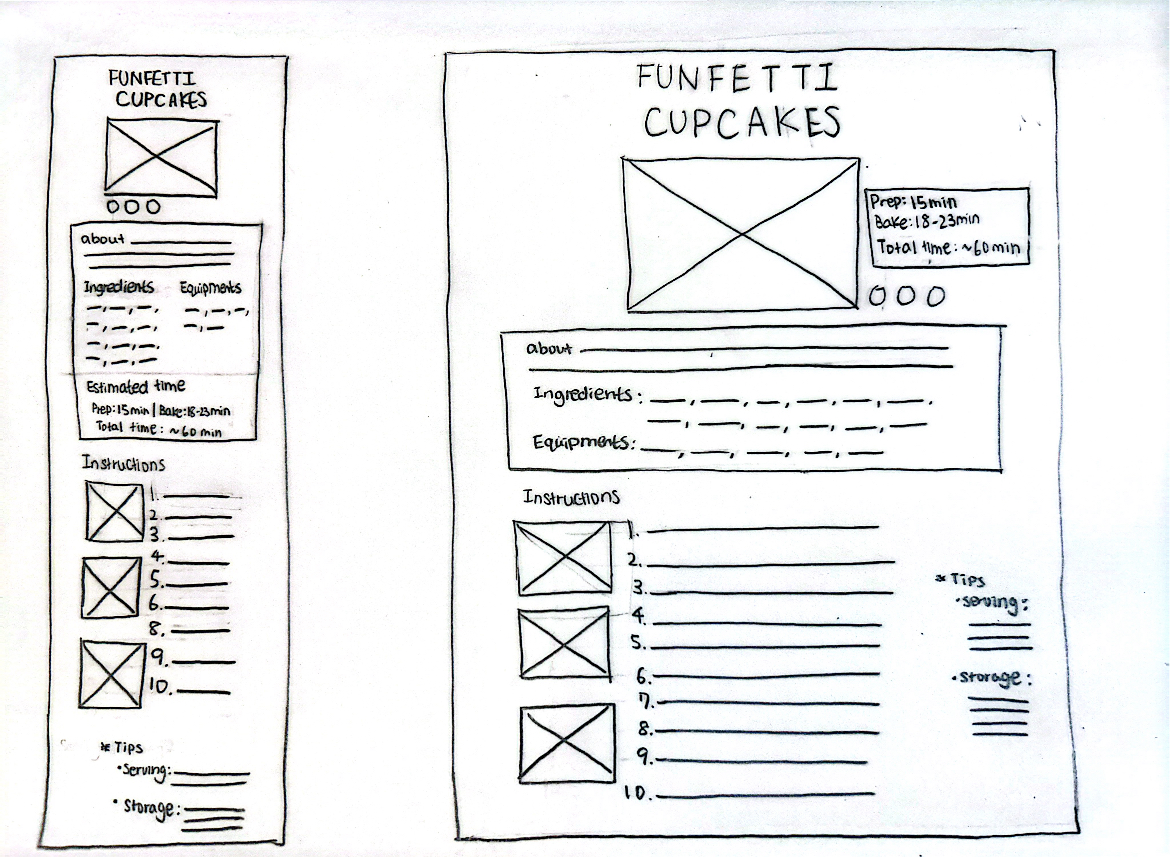 FUNFETTI
CUPCAKES
about
Ingredients Equipments
Estimated time
Prep: 15min | Bake: 18-23min
Total time: ~60 min
Instructions
1.
2.
3.
4.
5.
6.
8.
9.
10.
* Tips
• Serving:
• Storage:
FUNFETTI
CUPCAKES
Prep: 15min
Bake: 18-23min
Total time: ~60min
about
Ingredients:
Equipments:
Instructions
1.
2.
3.
4.
5.
6.
7.
8.
9.
10.
* Tips
• serving:
• storage: